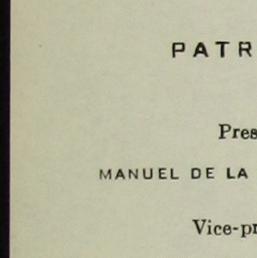 PATR
Pres
MANUEL DE LA
Vice-pr